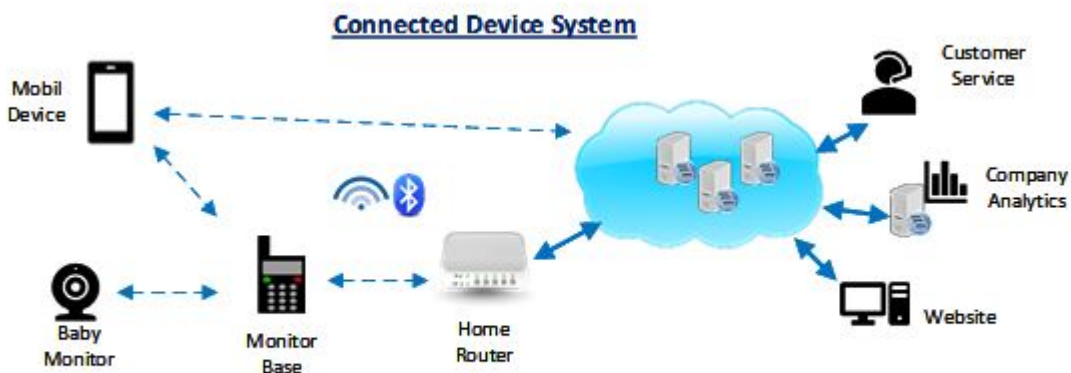 Connected Device System
Mobil
Device
Customer
Service
Company
Analytics
Website
Baby
Monitor
Monitor
Base
Home
Router